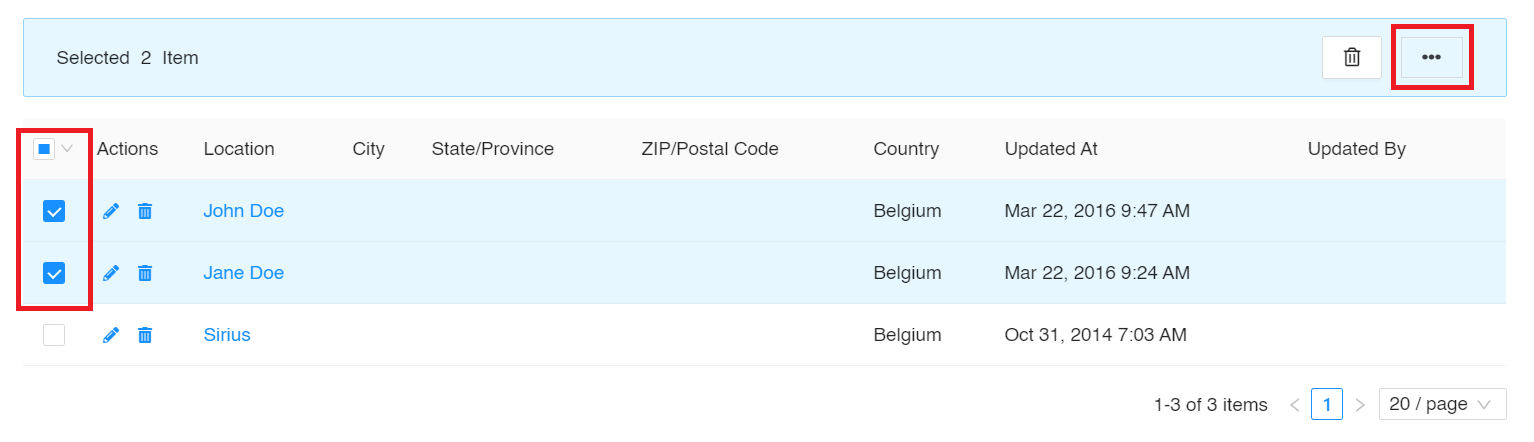 Selected 2 Item
Actions Location City State/Province ZIP/Postal Code Country Updated At Updated By
John Doe Belgium Mar 22, 2016 9:47 AM
Jane Doe Belgium Mar 22, 2016 9:24 AM
Sirius Belgium Oct 31, 2014 7:03 AM
1-3 of 3 items 1 20 / page